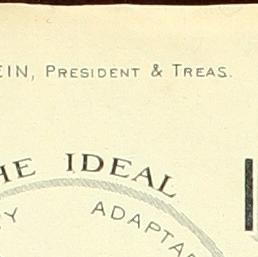 EIN, PRESIDENT & TREAS.
HE IDEAL
Y ADAPTA